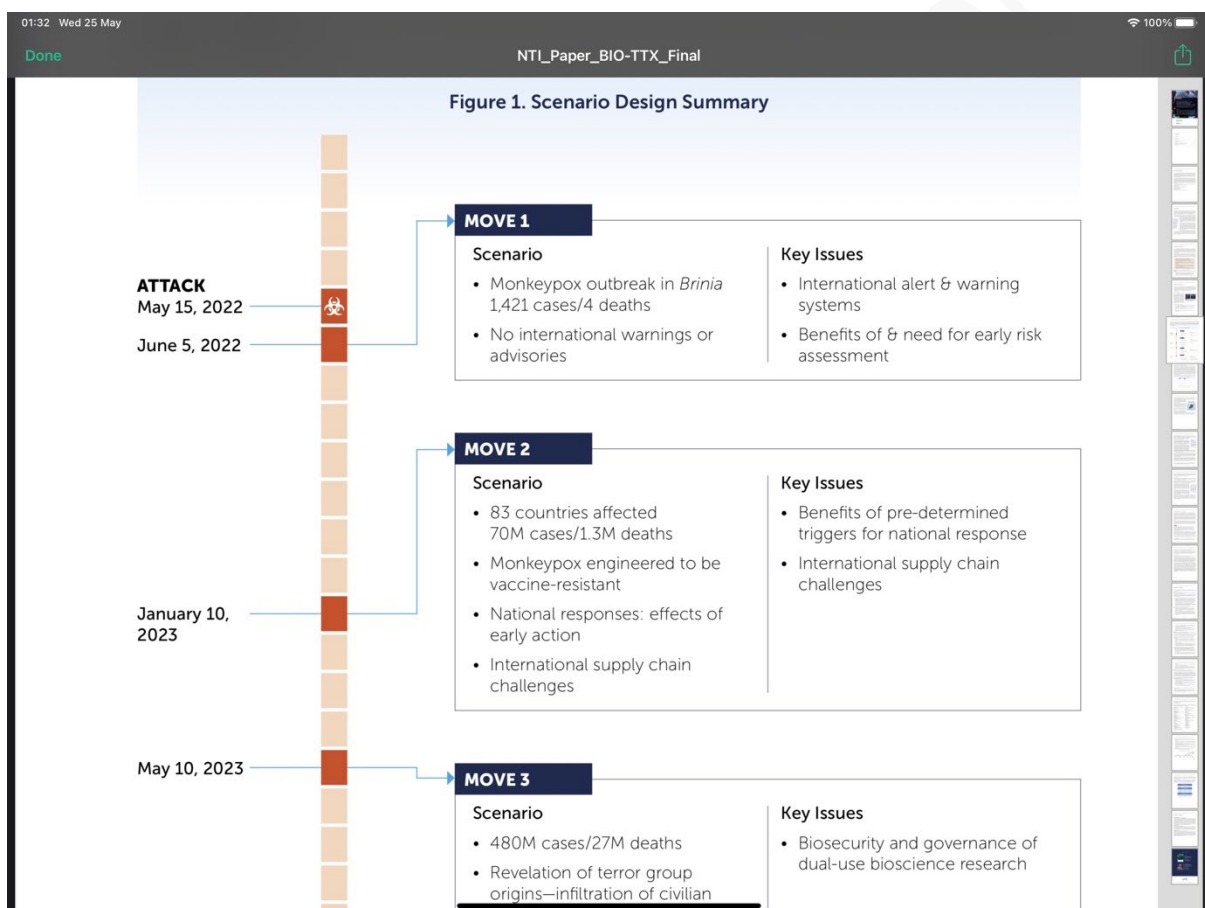 01:32 Wed 25 May
100%
Done
NTI_Paper_BIO-TTX_Final
Figure 1. Scenario Design Summary
ATTACK
May 15, 2022
June 5, 2022
MOVE 1
Scenario
• Monkeypox outbreak in Brinia
1,421 cases/4 deaths
• No international warnings or
advisories
Key Issues
• International alert & warning
systems
• Benefits of & need for early risk
assessment
January 10,
2023
MOVE 2
Scenario
• 83 countries affected
70M cases/1.3M deaths
• Monkeypox engineered to be
vaccine-resistant
• National responses: effects of
early action
• International supply chain
challenges
Key Issues
• Benefits of pre-determined
triggers for national response
• International supply chain
challenges
May 10, 2023
MOVE 3
Scenario
• 480M cases/27M deaths
• Revelation of terror group
origins—infiltration of civilian
Key Issues
• Biosecurity and governance of
dual-use bioscience research